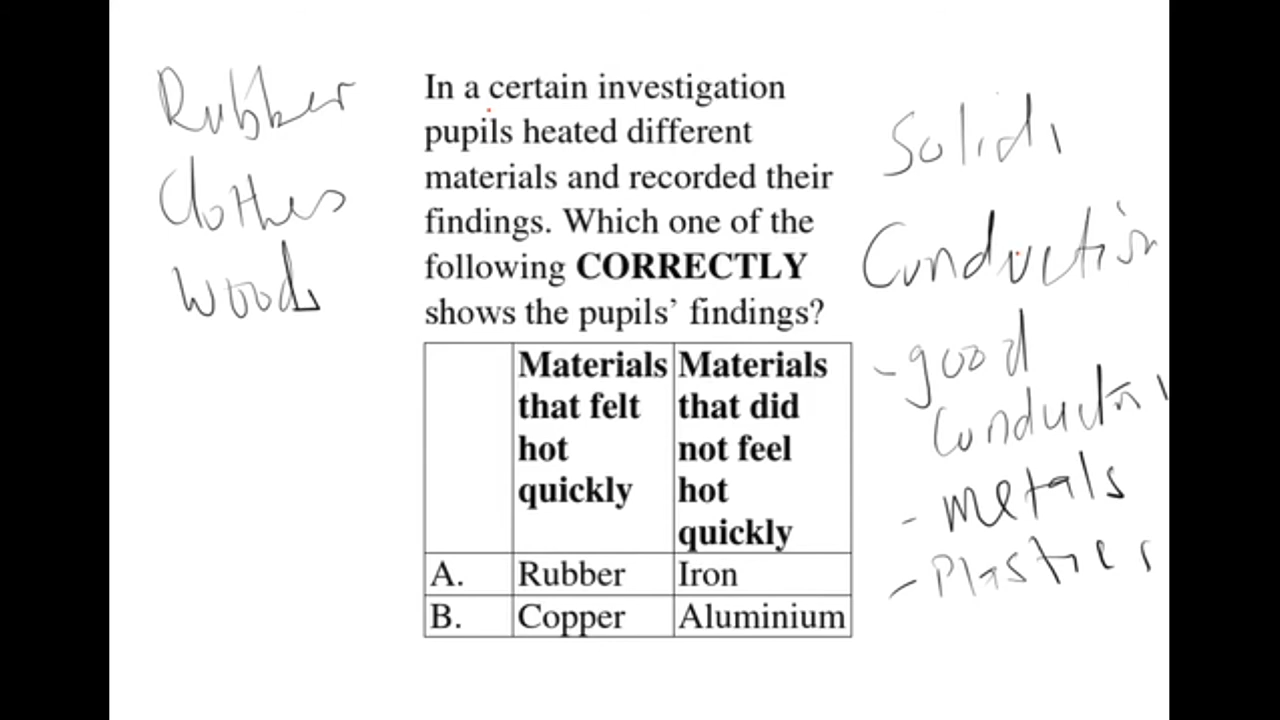 Rubber
Clothes
Wood
In a certain investigation
pupils heated different
materials and recorded their
findings. Which one of the
following CORRECTLY
shows the pupils' findings?
Materials that felt hot quickly
Materials that did not feel hot quickly
A. Rubber Iron
B. Copper Aluminium
Solids
Conduction
- good
- metals
- Plastics